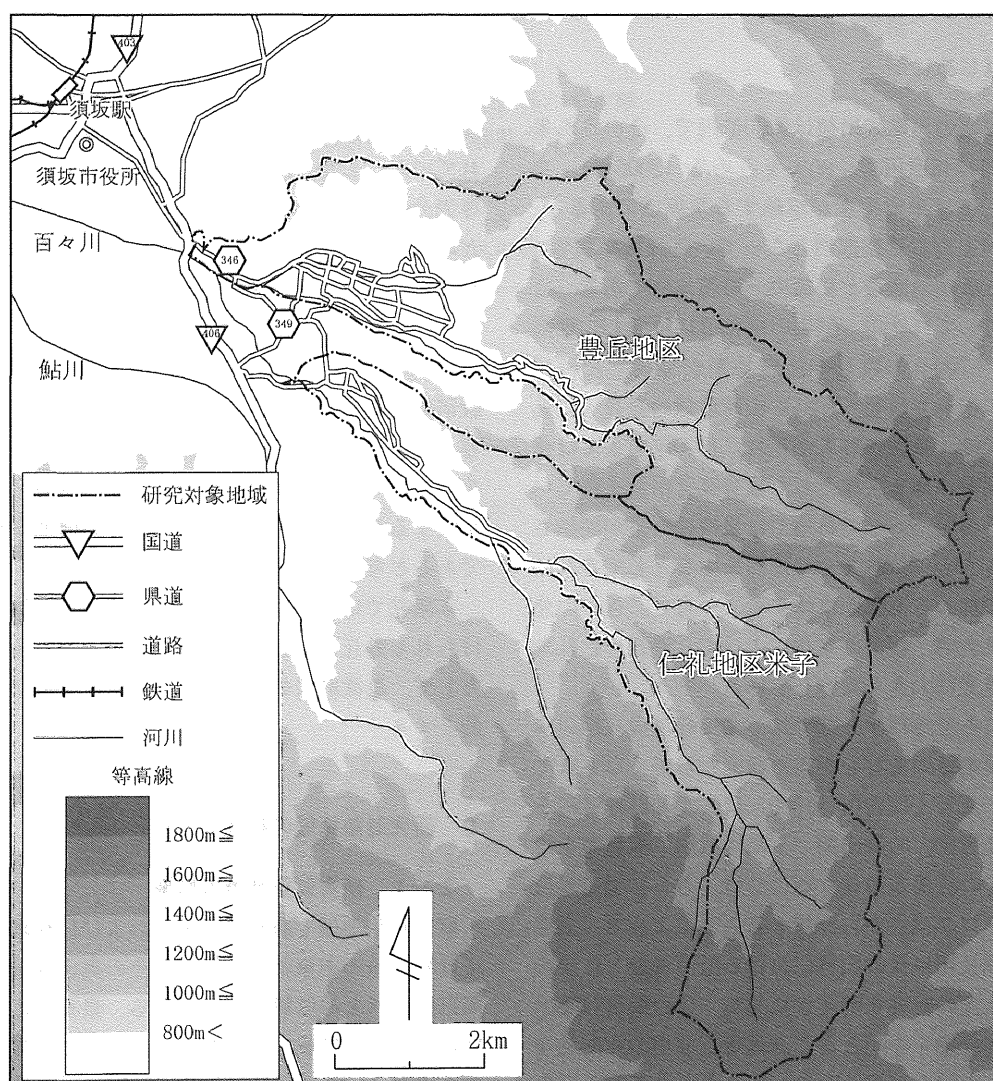 403
須坂駅
須坂市役所
百々川
346
349
406
豊丘地区
鮎川
仁礼地区米子
研究対象地域
国道
県道
道路
鉄道
河川
等高線
1800m≦
1600m≦
1400m≦
1200m≦
1000m≦
800m<
0 2km